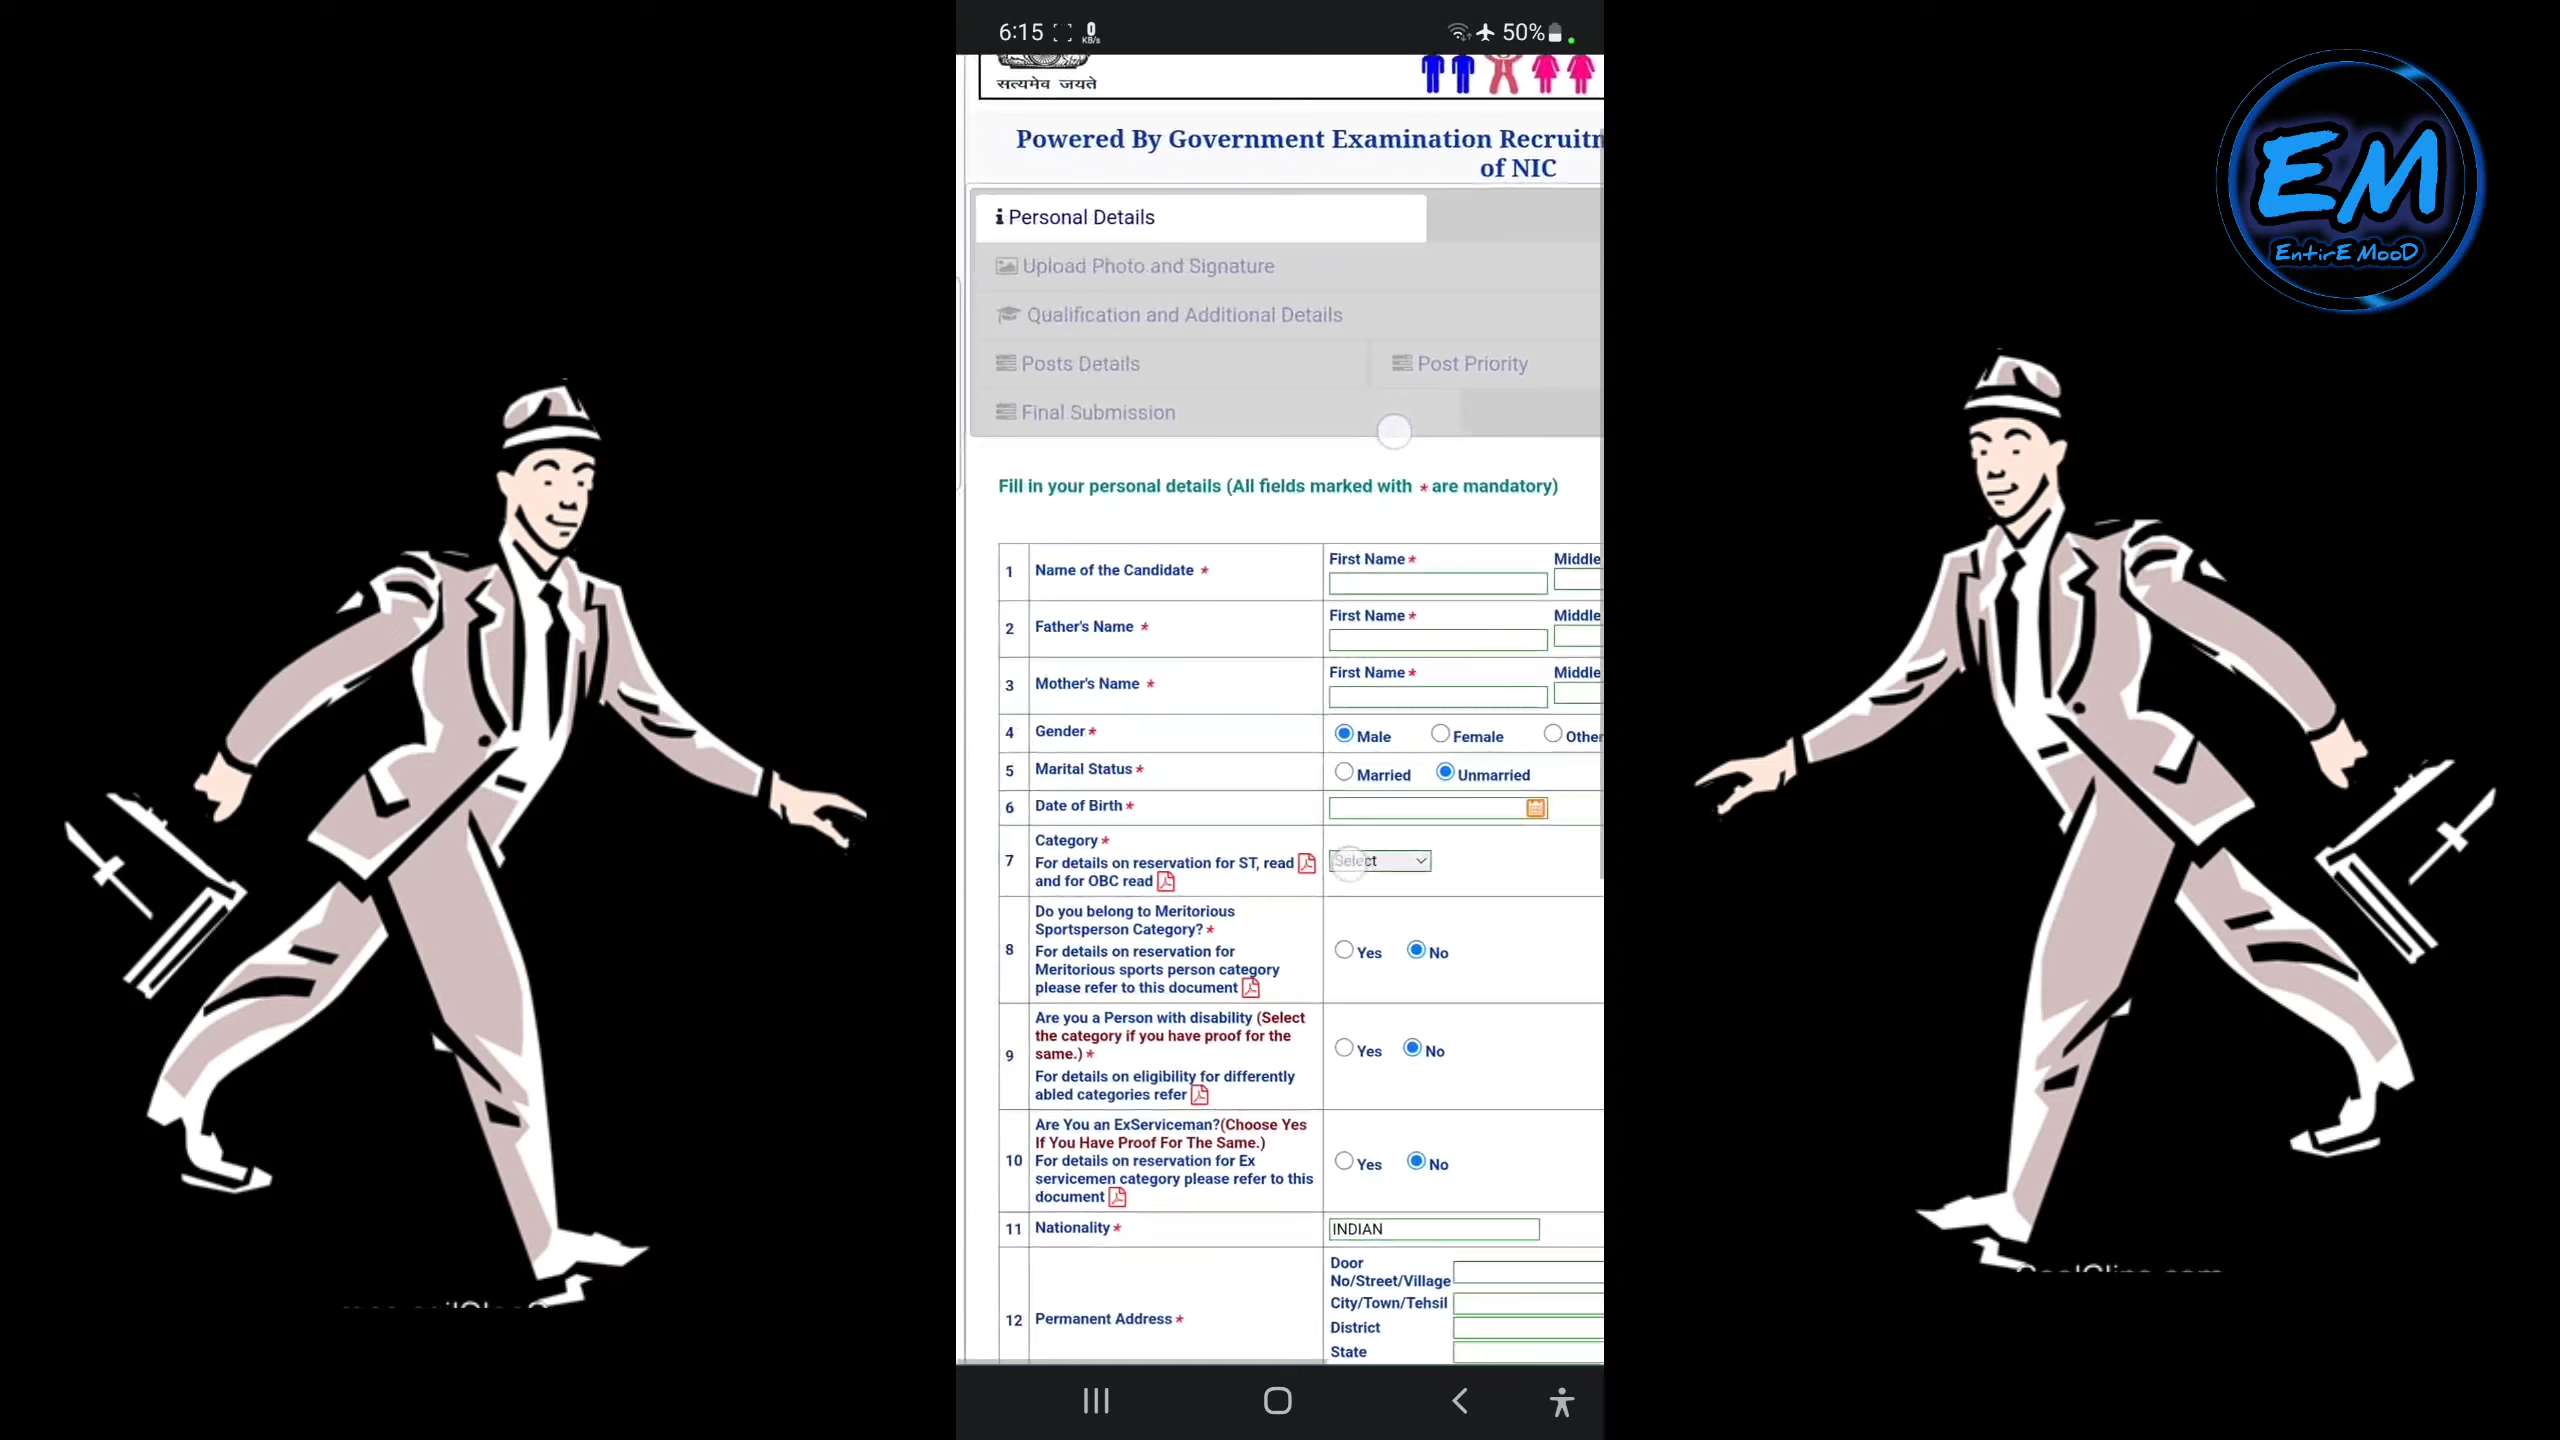 6:15
0
KB/s
50%
सत्यमेव जयते
EM
EntirE MooD
Powered By Government Examination Recruitm
of NIC
Personal Details
Upload Photo and Signature
Qualification and Additional Details
Posts Details
Post Priority
Final Submission
Fill in your personal details (All fields marked with * are mandatory)
1 Name of the Candidate * First Name * Middle
2 Father's Name * First Name * Middle
3 Mother's Name * First Name * Middle
4 Gender * Male Female Other
5 Marital Status * Married Unmarried
6 Date of Birth *
Category *
7 For details on reservation for ST, read Select
and for OBC read
Do you belong to Meritorious
Sportsperson Category? *
8 For details on reservation for Yes No
Meritorious sports person category
please refer to this document
Are you a Person with disability (Select
the category if you have proof for the
9 same.) * Yes No
For details on eligibility for differently
abled categories refer
Are You an ExServiceman?(Choose Yes
If You Have Proof For The Same.)
10 For details on reservation for Ex Yes No
servicemen category please refer to this
document
11 Nationality * INDIAN
Door
No/Street/Village
City/Town/Tehsil
12 Permanent Address *
District
State